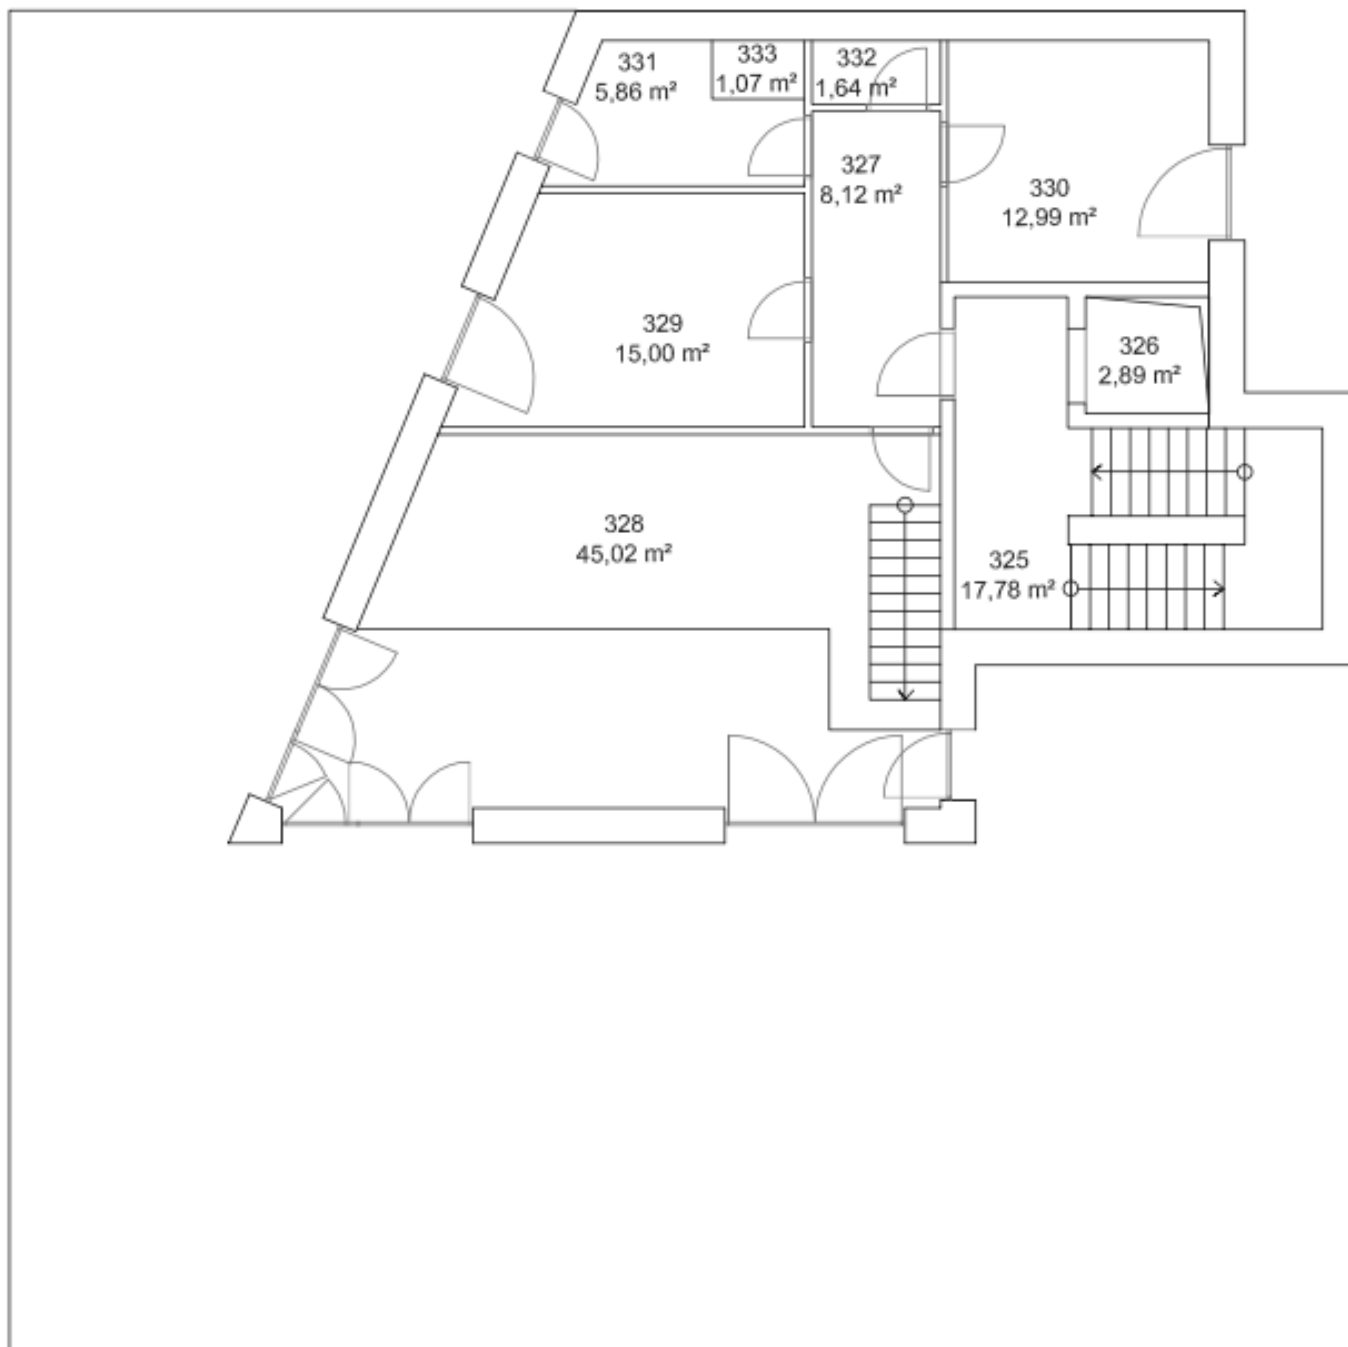 331
5,86 m²
333
1,07 m²
332
1,64 m²
327
8,12 m²
330
12,99 m²
329
15,00 m²
326
2,89 m²
328
45,02 m²
325
17,78 m²